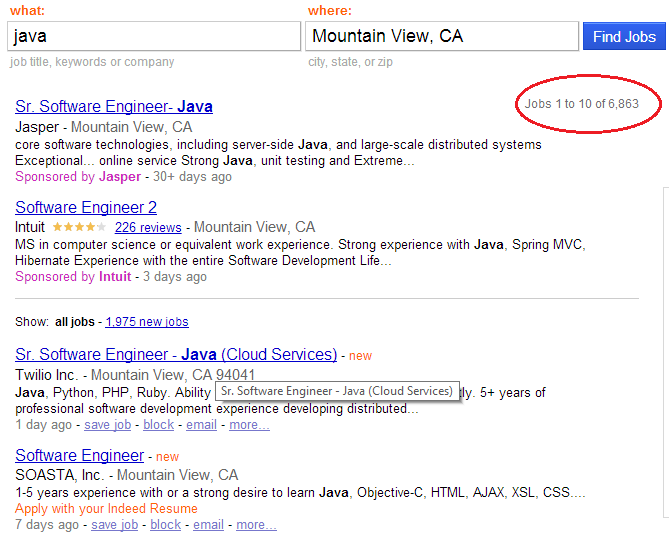 what: where:
java Mountain View, CA Find Jobs
job title, keywords or company city, state, or zip
Sr. Software Engineer- Java Jobs 1 to 10 of 6,863
Jasper - Mountain View, CA
core software technologies, including server-side Java, and large-scale distributed systems
Exceptional... online service Strong Java, unit testing and Extreme...
Sponsored by Jasper - 30+ days ago
Software Engineer 2
Intuit 226 reviews - Mountain View, CA
MS in computer science or equivalent work experience. Strong experience with Java, Spring MVC,
Hibernate Experience with the entire Software Development Life...
Sponsored by Intuit - 3 days ago
Show: all jobs - 1,975 new jobs
Sr. Software Engineer - Java (Cloud Services) - new
Twilio Inc. - Mountain View, CA 94041
Java, Python, PHP, Ruby. Ability Sr. Software Engineer - Java (Cloud Services) 5+ years of
professional software development experience developing distributed...
1 day ago - save job - block - email - more...
Software Engineer - new
SOASTA, Inc. - Mountain View, CA
1-5 years experience with or a strong desire to learn Java, Objective-C, HTML, AJAX, XSL, CSS....
Apply with your Indeed Resume
7 days ago - save job - block - email - more...